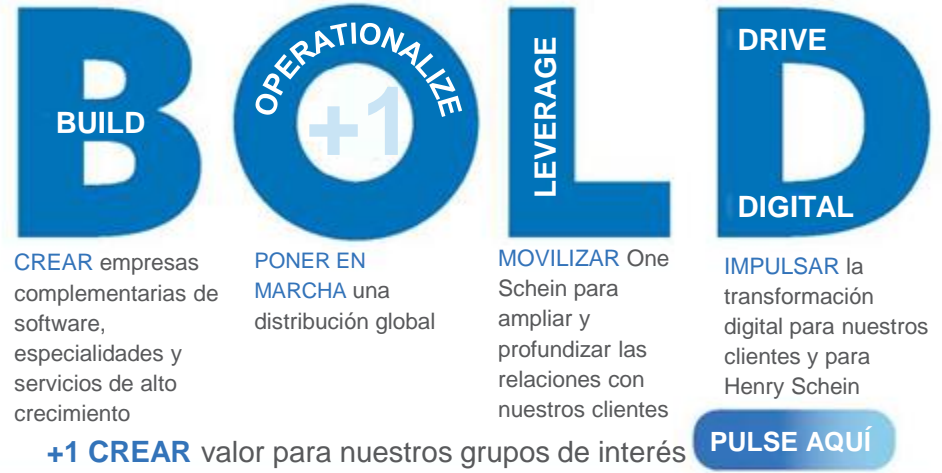 BOLD
BUILD
OPERATIONALIZE
+1
LEVERAGE
DRIVE
DIGITAL
CREAR empresas
complementarias de
software,
especialidades y
servicios de alto
crecimiento
PONER EN
MARCHA una
distribución global
MOVILIZAR One
Schein para
ampliar y
profundizar las
relaciones con
nuestros clientes
IMPULSAR la
transformación
digital para nuestros
clientes y para
Henry Schein
+1 CREAR valor para nuestros grupos de interés
PULSE AQUÍ